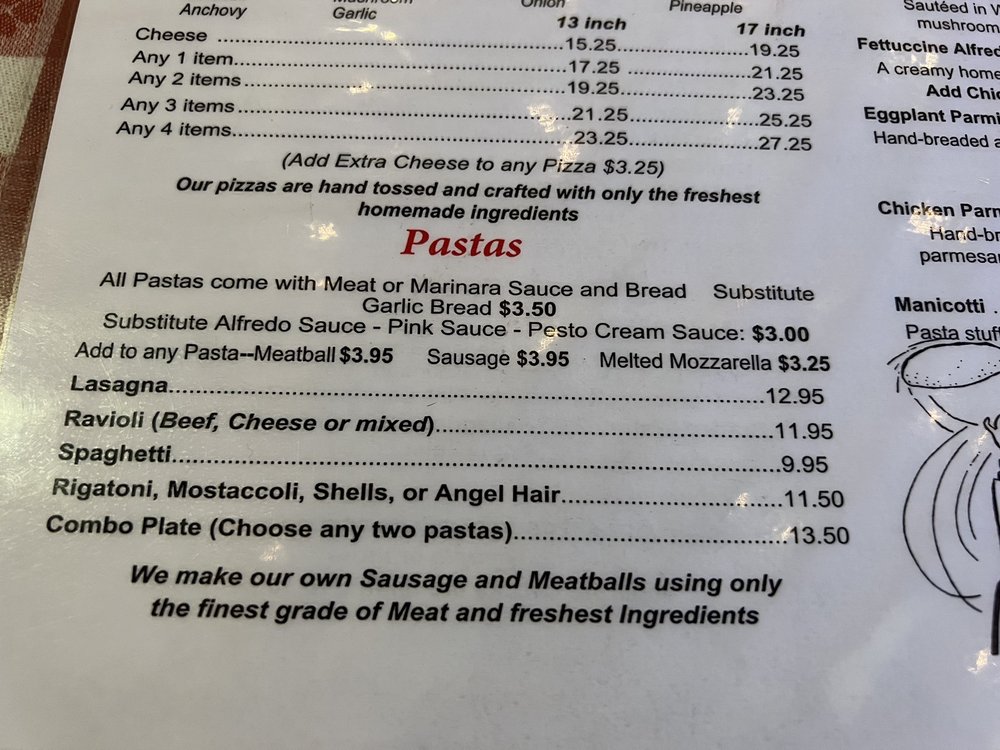 Anchovy Garlic Onion Pineapple
13 inch 17 inch
Cheese ........ 15.25 ........ 19.25
Any 1 item........ 17.25 ........ 21.25
Any 2 items ........ 19.25 ........ 23.25
Any 3 items ........ 21.25 ........ 25.25
Any 4 items........ 23.25 ........ 27.25
(Add Extra Cheese to any Pizza $3.25)
Our pizzas are hand tossed and crafted with only the freshest
homemade ingredients
Pastas
All Pastas come with Meat or Marinara Sauce and Bread Substitute
Garlic Bread $3.50
Substitute Alfredo Sauce - Pink Sauce - Pesto Cream Sauce: $3.00
Add to any Pasta--Meatball $3.95 Sausage $3.95 Melted Mozzarella $3.25
Lasagna........12.95
Ravioli (Beef, Cheese or mixed)........11.95
Spaghetti........9.95
Rigatoni, Mostaccoli, Shells, or Angel Hair........11.50
Combo Plate (Choose any two pastas)........13.50
We make our own Sausage and Meatballs using only
the finest grade of Meat and freshest Ingredients
Sautéed in
mushroom
Fettuccine Alfred
A creamy home
Add Chi
Eggplant Parmi
Hand-breaded a
Chicken Parm
Hand-br
parmesa
Manicotti .
Pasta stuf